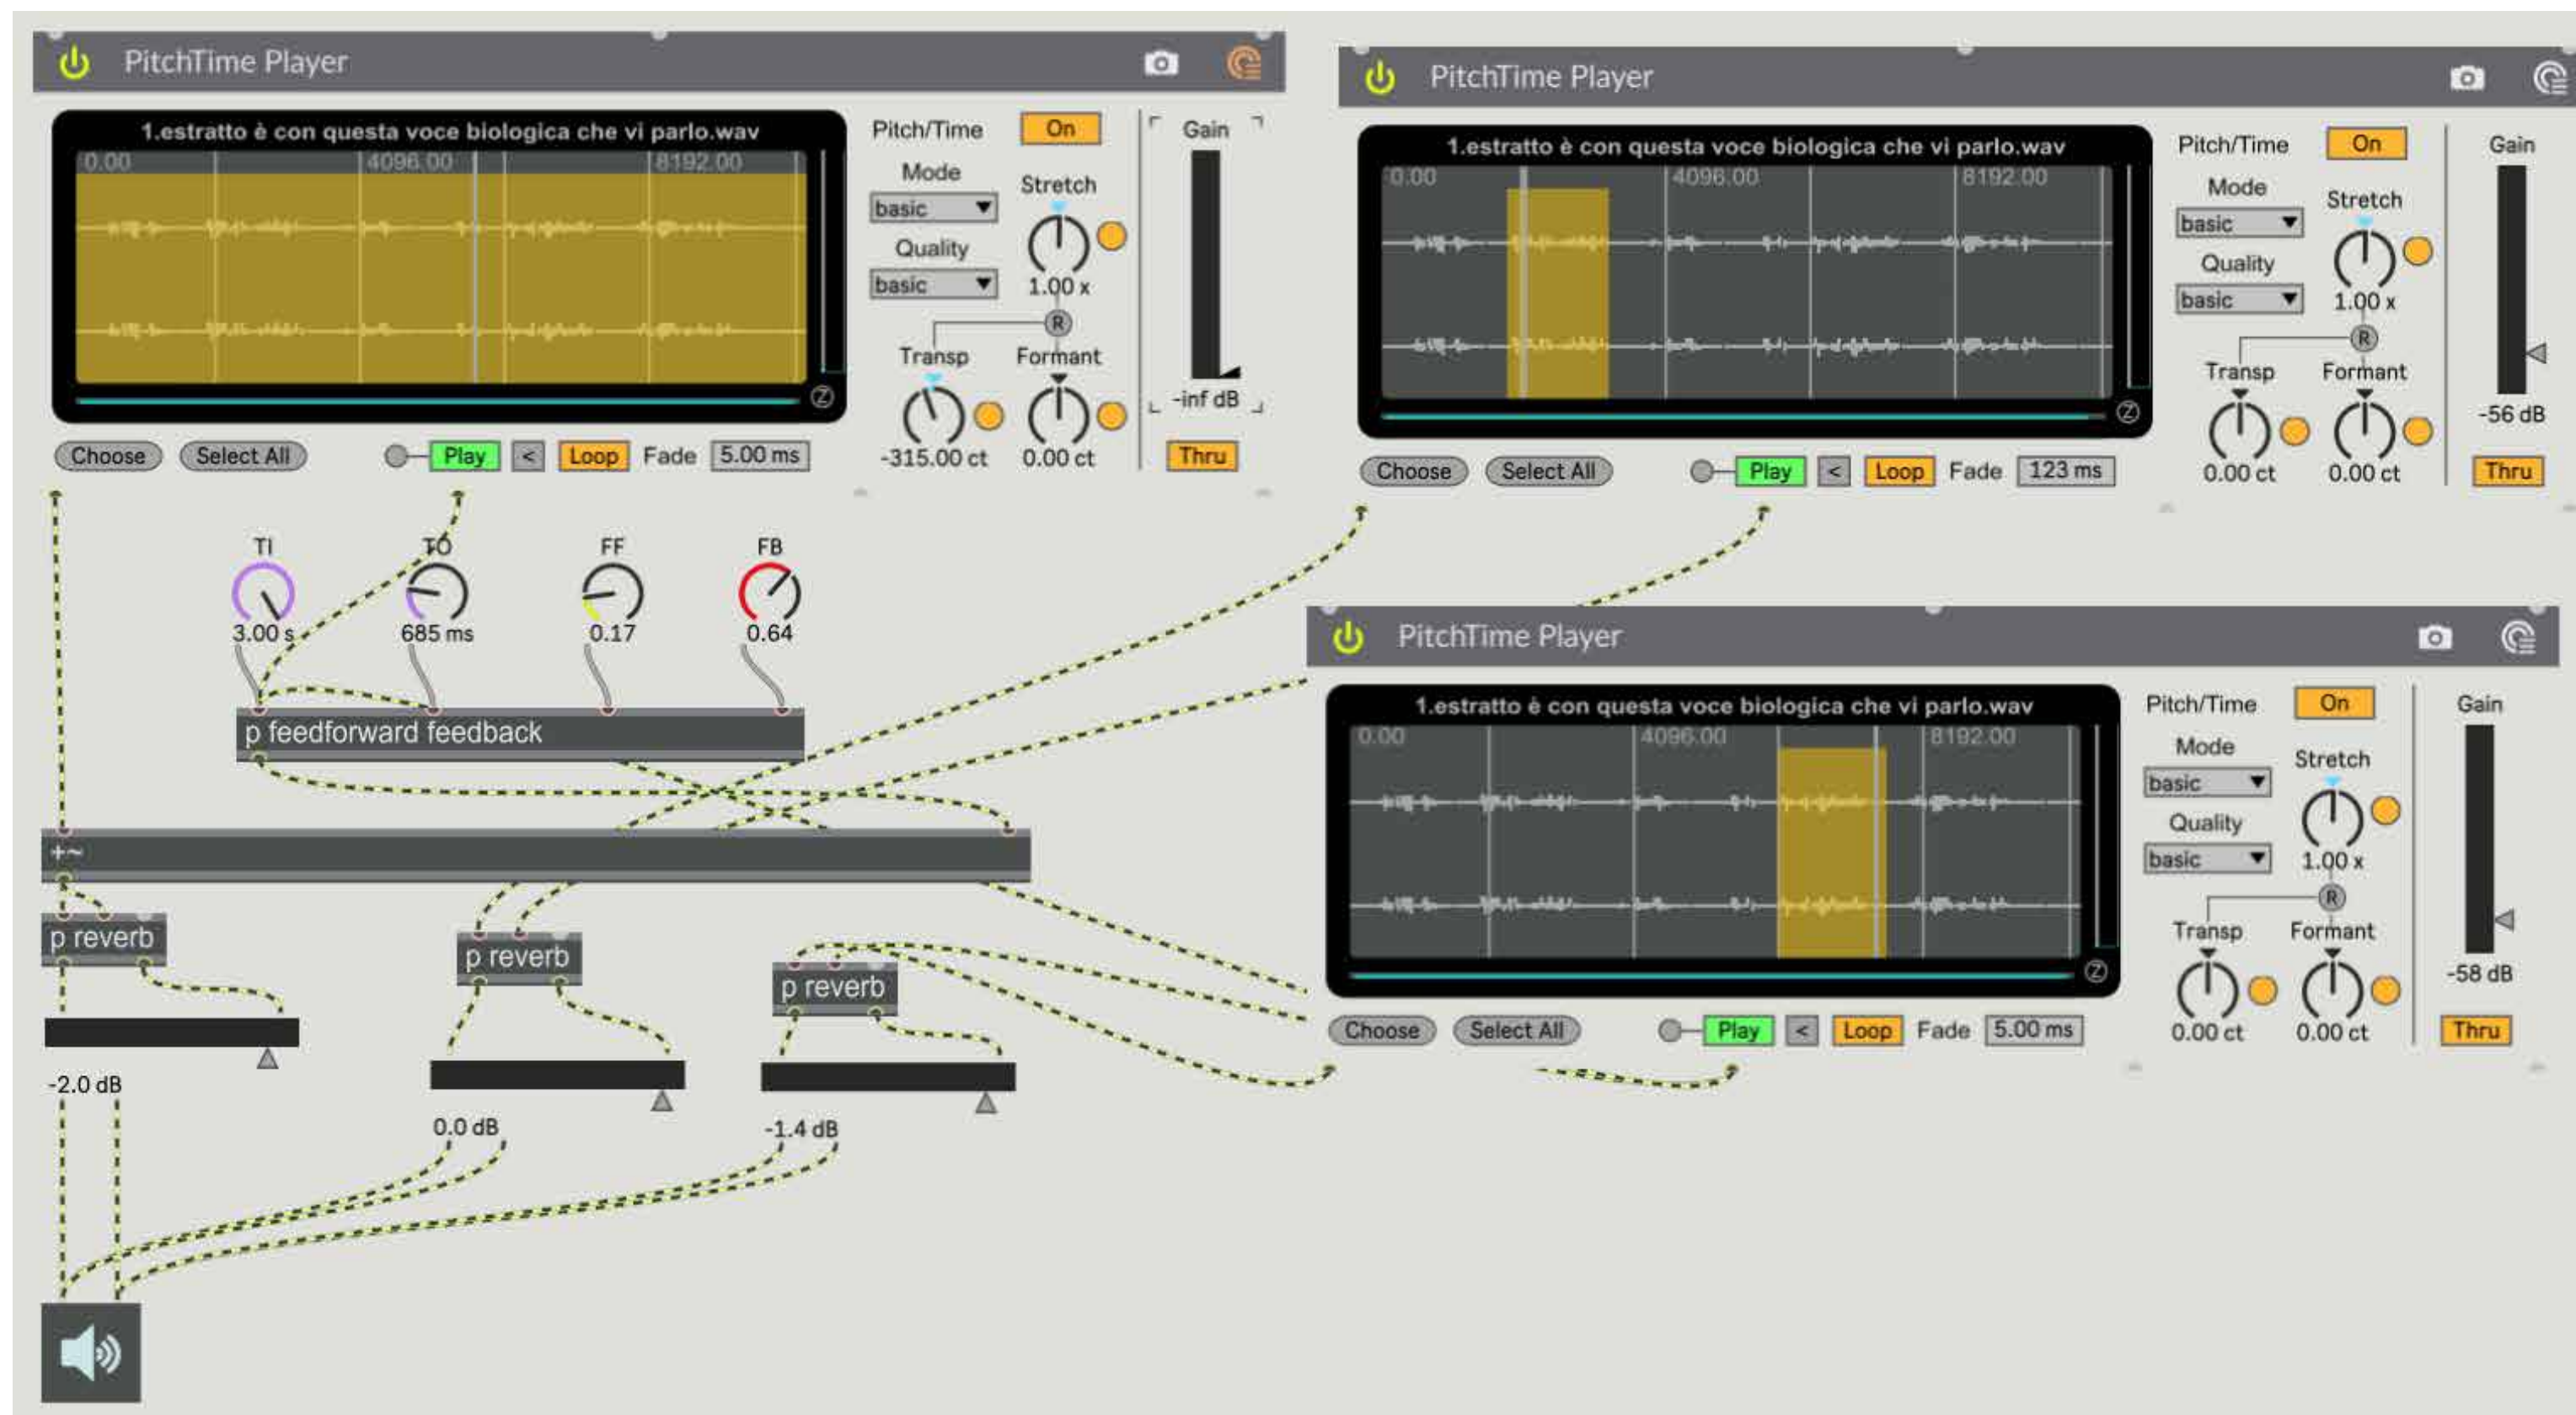 PitchTime Player
1.estratto è con questa voce biologica che vi parlo.wav
0.00 4096.00 8192.00
Z
Choose Select All Play < Loop Fade 5.00 ms
Pitch/Time On
Mode
basic
Quality
basic
Stretch
1.00 x
R
Transp Formant
-315.00 ct 0.00 ct
Gain
-inf dB
Thru
PitchTime Player
1.estratto è con questa voce biologica che vi parlo.wav
0.00 4096.00 8192.00
Z
Choose Select All Play < Loop Fade 123 ms
Pitch/Time On
Mode
basic
Quality
basic
Stretch
1.00 x
R
Transp Formant
0.00 ct 0.00 ct
Gain
-56 dB
Thru
TI TO FF FB
3.00 s 685 ms 0.17 0.64
p feedforward feedback
+~
p reverb
p reverb
p reverb
-2.0 dB
0.0 dB
-1.4 dB
PitchTime Player
1.estratto è con questa voce biologica che vi parlo.wav
0.00 4096.00 8192.00
Z
Choose Select All Play < Loop Fade 5.00 ms
Pitch/Time On
Mode
basic
Quality
basic
Stretch
1.00 x
R
Transp Formant
0.00 ct 0.00 ct
Gain
-58 dB
Thru